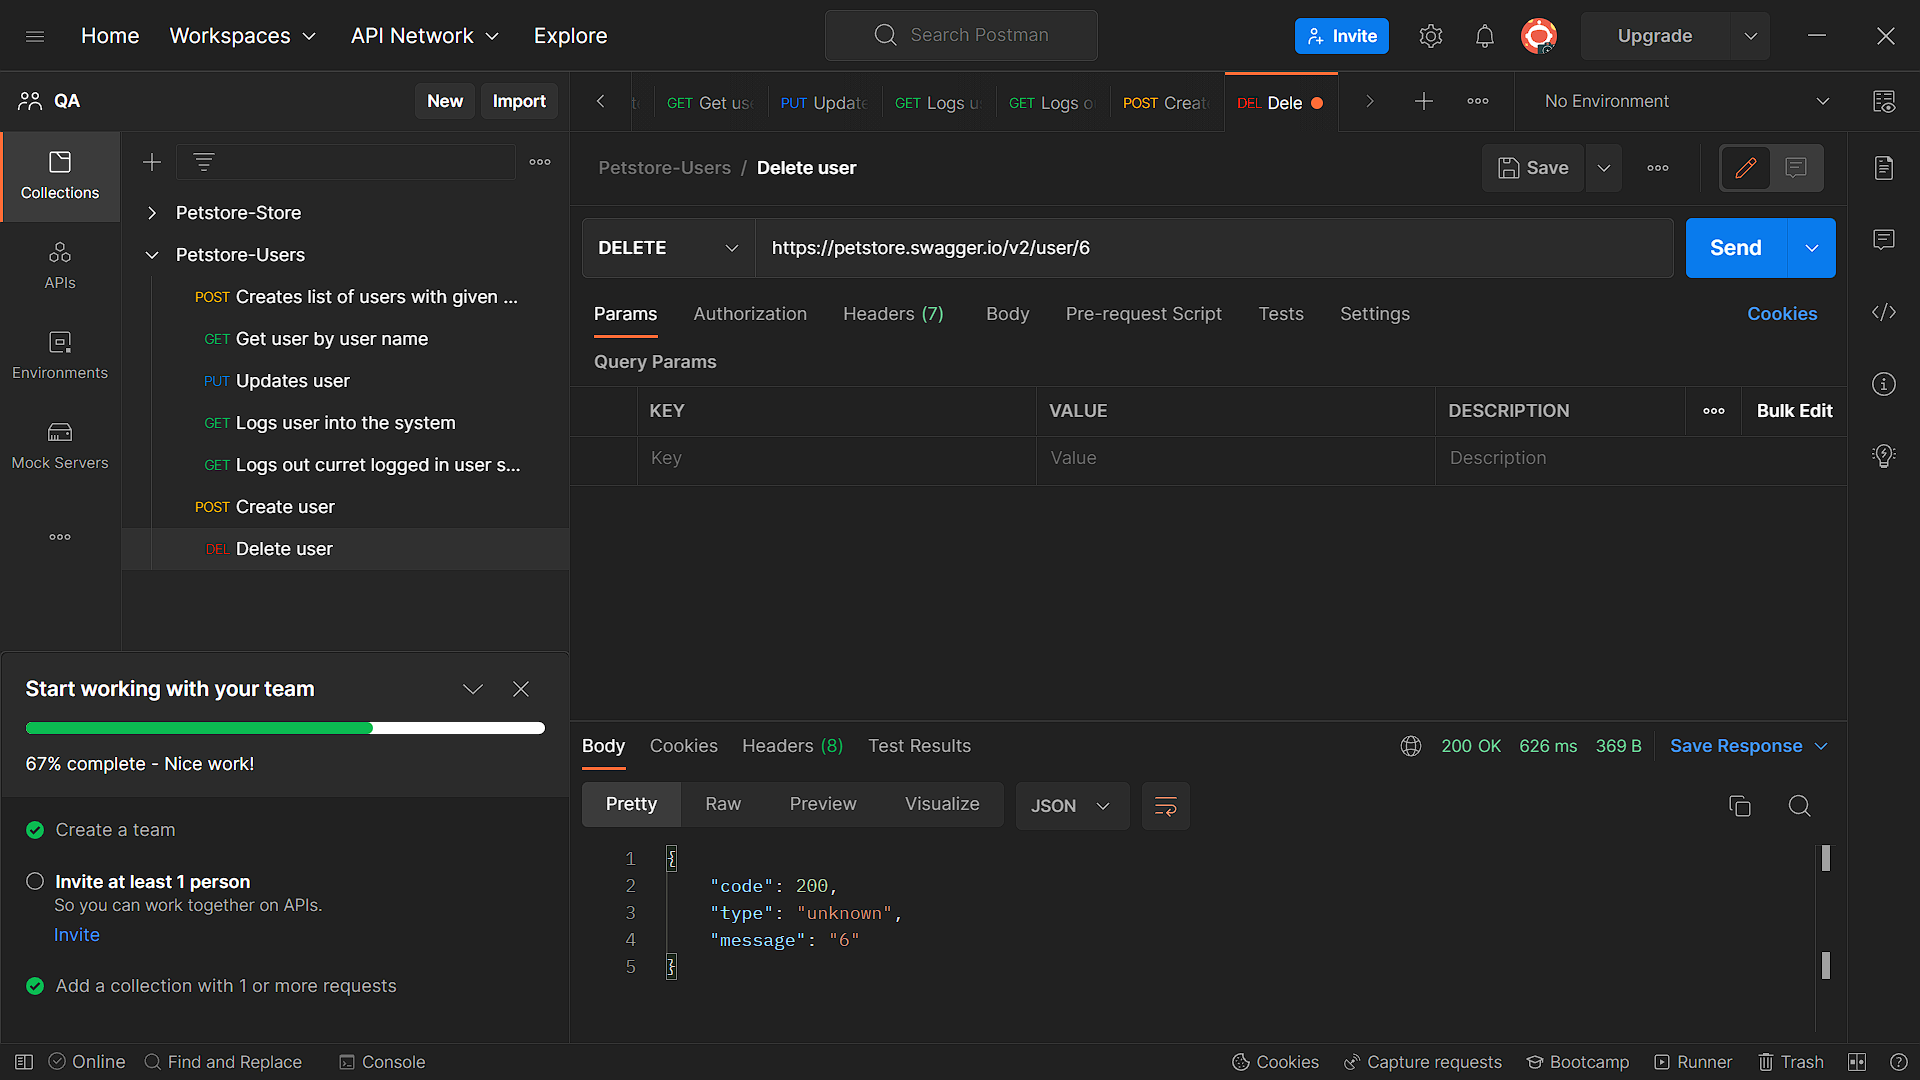 Home Workspaces API Network Explore Search Postman Invite Upgrade
QA New Import
GET Get us PUT Update GET Logs u GET Logs o POST Creat DEL Dele No Environment
Collections
APIs
Environments
Mock Servers
Petstore-Store
Petstore-Users
POST Creates list of users with given ...
GET Get user by user name
PUT Updates user
GET Logs user into the system
GET Logs out curret logged in user s...
POST Create user
DEL Delete user
Petstore-Users / Delete user Save
DELETE https://petstore.swagger.io/v2/user/6 Send
Params Authorization Headers (7) Body Pre-request Script Tests Settings Cookies
Query Params
KEY VALUE DESCRIPTION Bulk Edit
Key Value Description
Start working with your team
67% complete - Nice work!
Create a team
Invite at least 1 person
So you can work together on APIs.
Invite
Add a collection with 1 or more requests
Body Cookies Headers (8) Test Results 200 OK 626 ms 369 B Save Response
Pretty Raw Preview Visualize JSON
1 {
2 "code": 200,
3 "type": "unknown",
4 "message": "6"
5 }
Online Find and Replace Console Cookies Capture requests Bootcamp Runner Trash